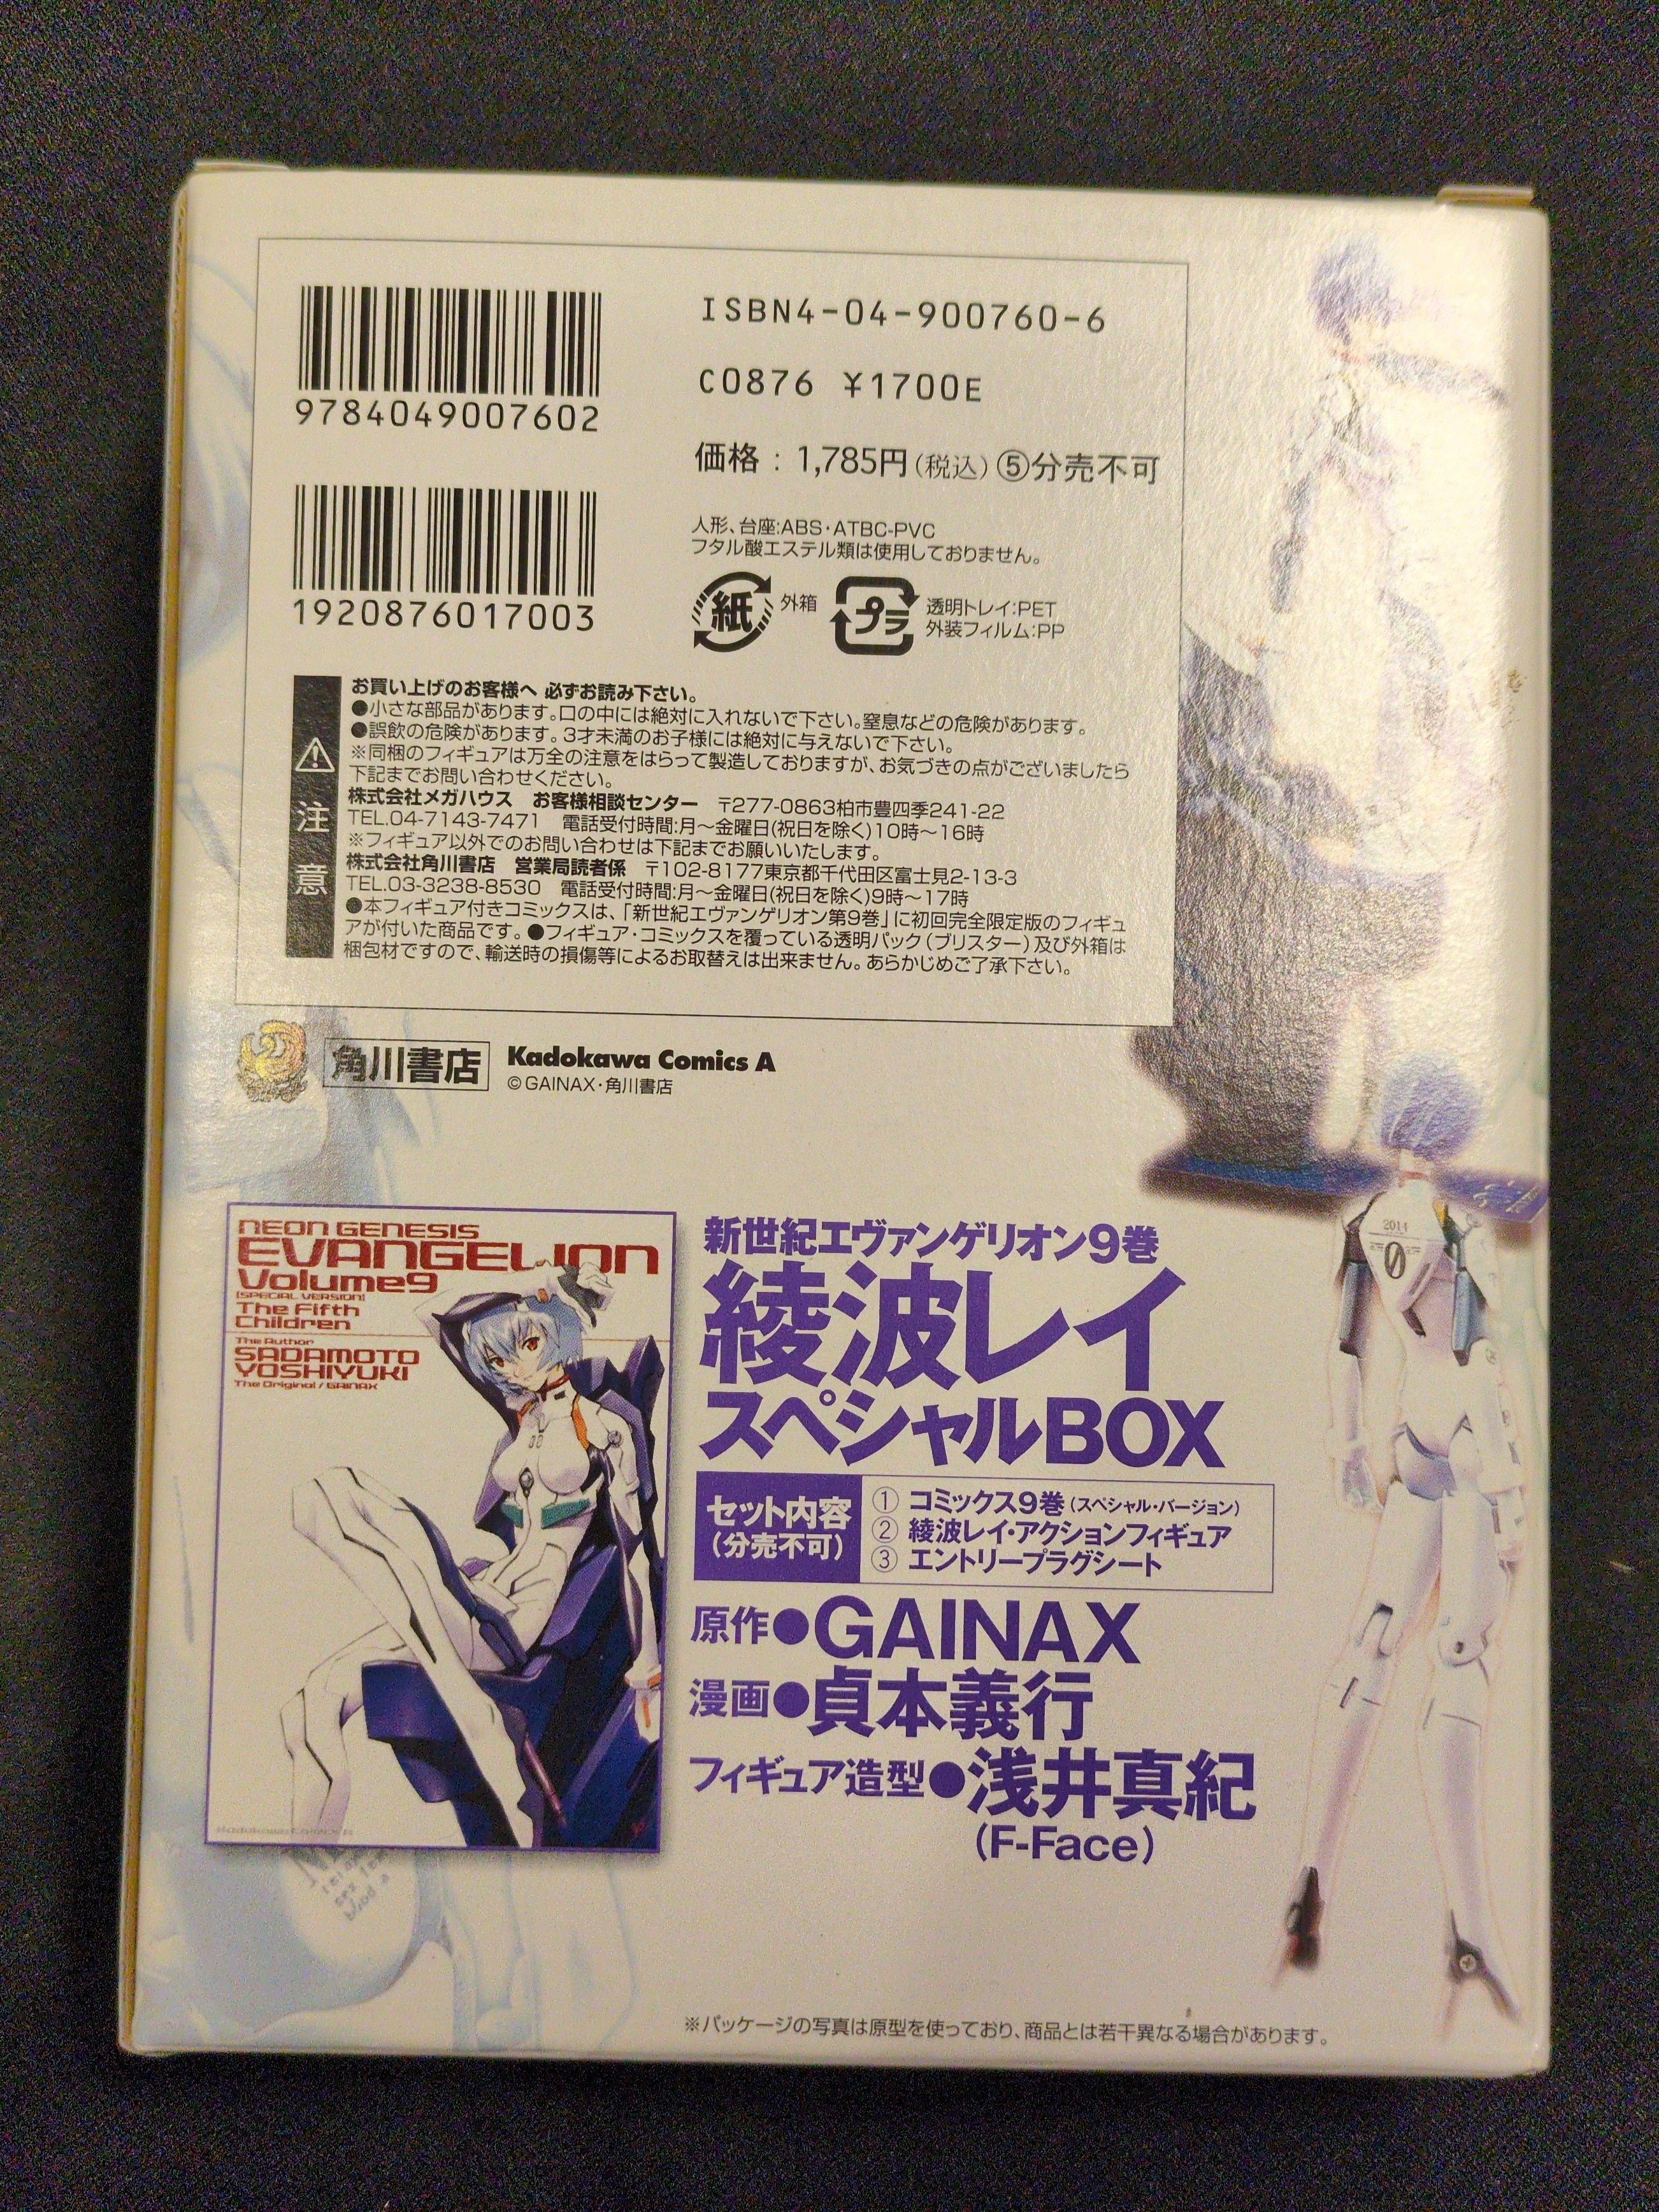 9784049007602
1920876017003
ISBN4-04-900760-6
C0876 ¥1700E
価格：1,785円(税込)⑤分売不可
人形、台座:ABS・ATBC-PVC
フタル酸エステル類は使用しておりません。
紙 外箱
プラ 透明トレイ:PET
外装フィルム:PP
注意
お買い上げのお客様へ 必ずお読み下さい。
●小さな部品があります。口の中には絶対に入れないで下さい。窒息などの危険があります。
●誤飲の危険があります。3才未満のお子様には絶対に与えないで下さい。
※同梱のフィギュアは万全の注意をはらって製造しておりますが、お気づきの点がございましたら
下記までお問い合わせください。
株式会社メガハウス お客様相談センター 〒277-0863柏市豊四季241-22
TEL.04-7143-7471 電話受付時間:月〜金曜日(祝日を除く)10時〜16時
※フィギュア以外でのお問い合わせは下記までお願いいたします。
株式会社角川書店 営業局読者係 〒102-8177東京都千代田区富士見2-13-3
TEL.03-3238-8530 電話受付時間:月〜金曜日(祝日を除く)9時〜17時
●本フィギュア付きコミックスは、「新世紀エヴァンゲリオン第9巻」に初回完全限定版のフィギュ
アが付いた商品です。●フィギュア・コミックスを覆っている透明パック(ブリスター)及び外箱は
梱包材ですので、輸送時の損傷等によるお取替えは出来ません。あらかじめご了承下さい。
角川書店
Kadokawa Comics A
©GAINAX・角川書店
NEON GENESIS
EVANGELION
Volume9
(SPECIAL VERSION)
The Fifth
Children
The Author
SADAMOTO
YOSHIYUKI
The Original / GAINAX
00
Kadokawa Comics A
新世紀エヴァンゲリオン9巻
綾波レイ
スペシャルBOX
セット内容
(分売不可)
① コミックス9巻(スペシャル・バージョン)
② 綾波レイ・アクションフィギュア
③ エントリープラグシート
原作●GAINAX
漫画●貞本義行
フィギュア造型●浅井真紀
(F-Face)
2014
0
※パッケージの写真は原型を使っており、商品とは若干異なる場合があります。